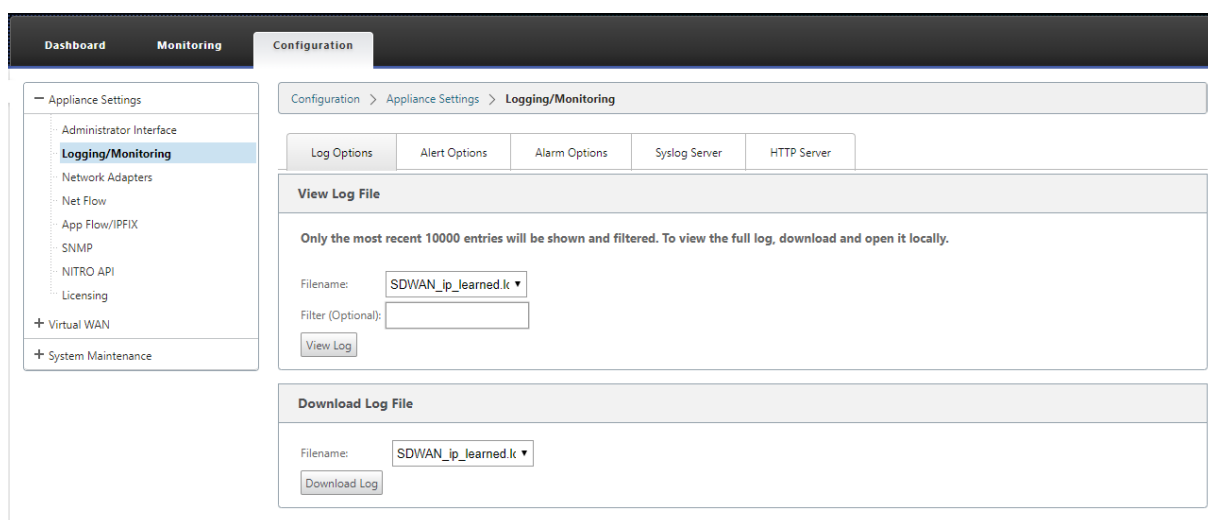 Dashboard Monitoring Configuration
Appliance Settings
Administrator Interface
Logging/Monitoring
Network Adapters
Net Flow
App Flow/IPFIX
SNMP
NITRO API
Licensing
Virtual WAN
System Maintenance
Configuration > Appliance Settings > Logging/Monitoring
Log Options Alert Options Alarm Options Syslog Server HTTP Server
View Log File
Only the most recent 10000 entries will be shown and filtered. To view the full log, download and open it locally.
Filename: SDWAN_ip_learned.lc
Filter (Optional):
View Log
Download Log File
Filename: SDWAN_ip_learned.lc
Download Log